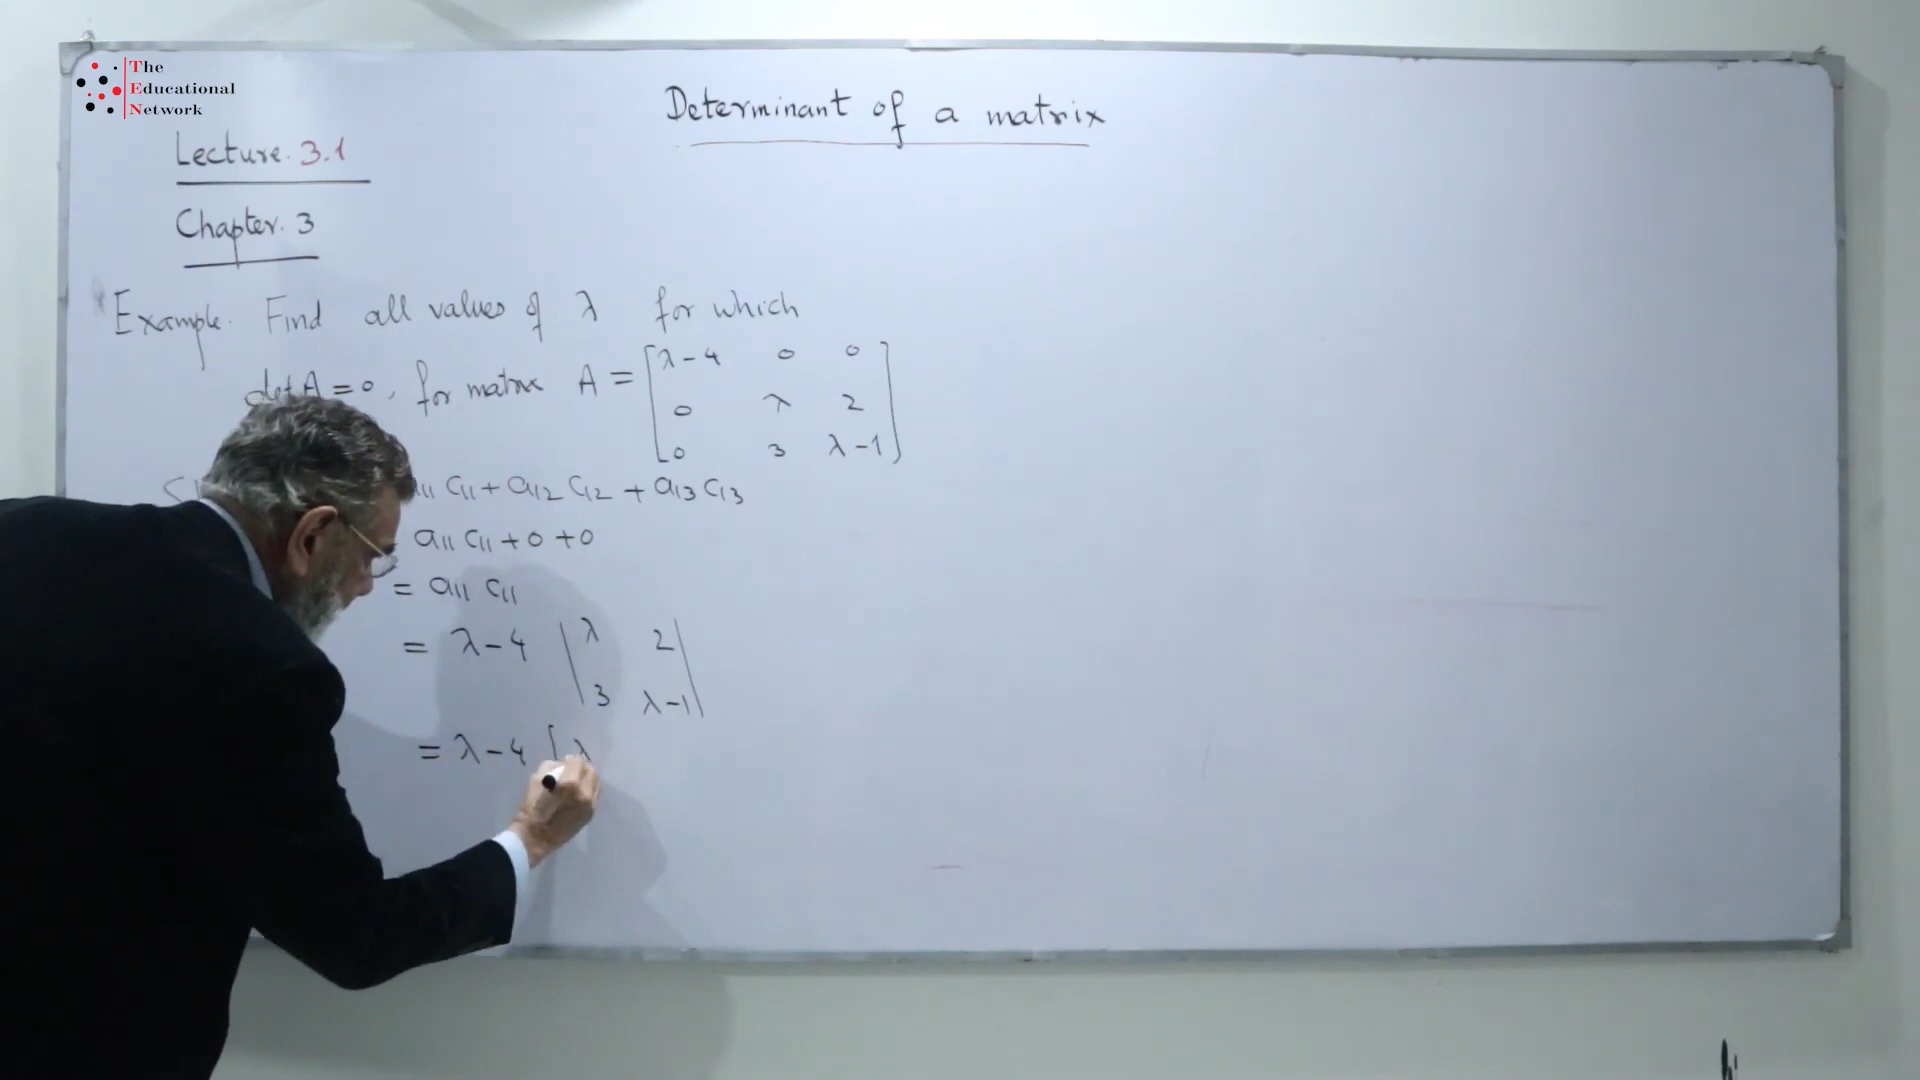 The
Educational
Network
Determinant of a matrix
Lecture. 3.1
Chapter. 3
Example. Find all values of λ for which
det A = 0, for matrix A = [ λ-4 0 0
0 λ 2
0 3 λ-1 ]
a11 C11 + a12 C12 + a13 C13
a11 C11 + 0 + 0
= a11 C11
= λ-4 | λ 2
3 λ-1 |
= λ-4 [ λ